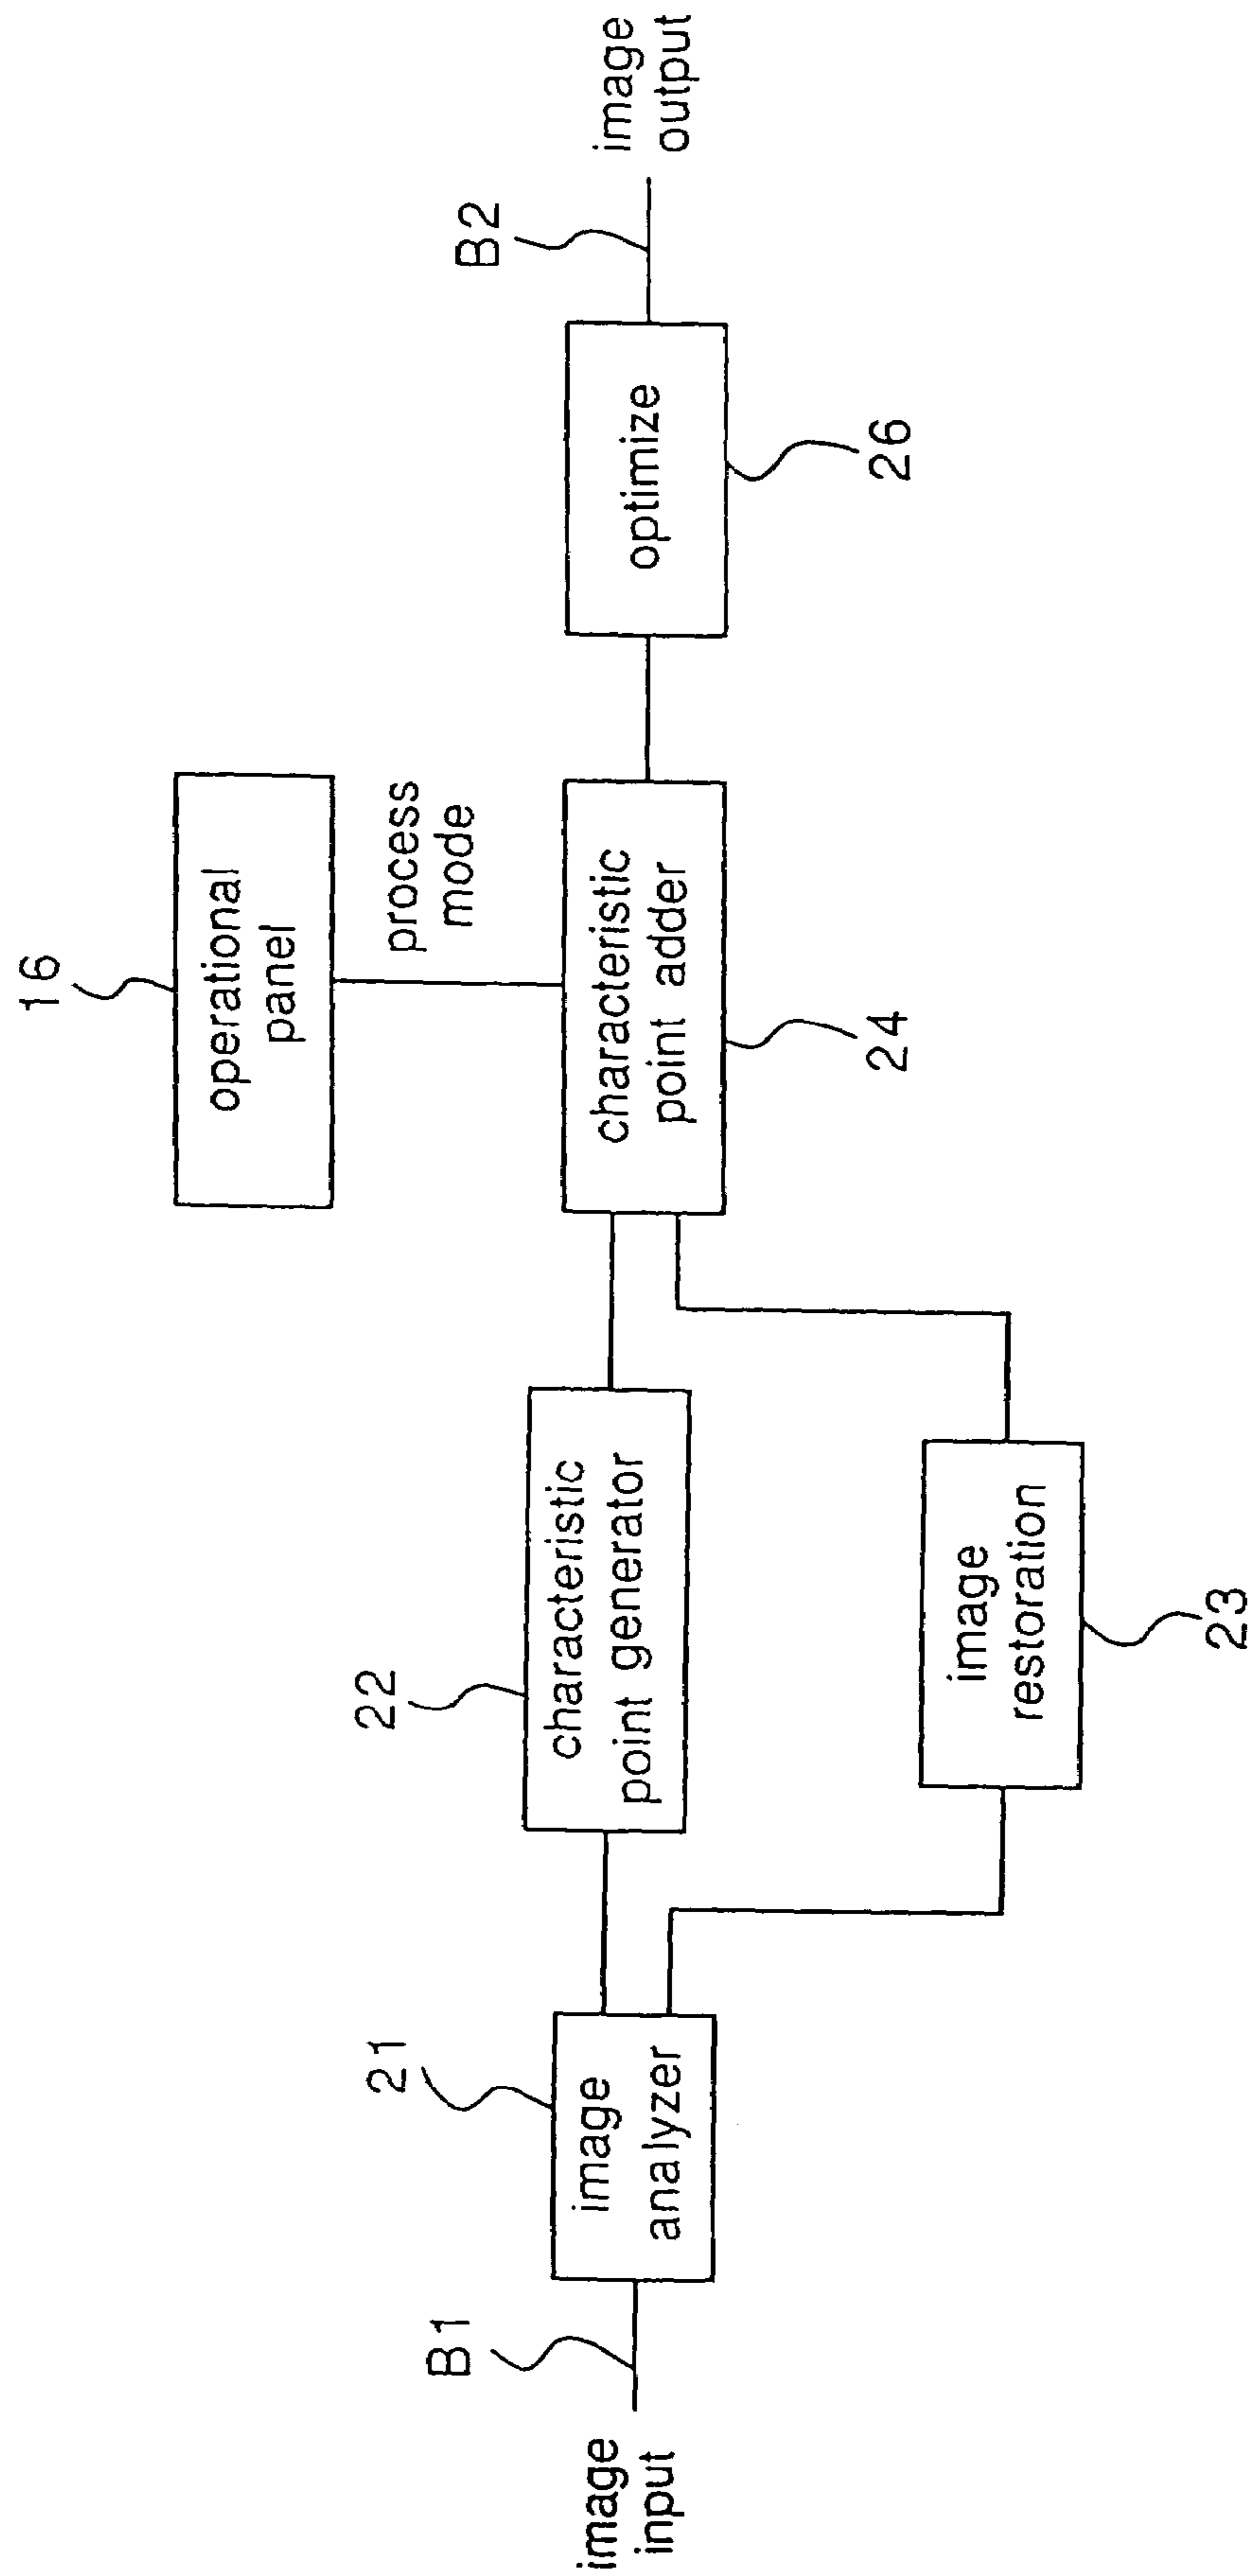 image
input
B1
image
analyzer
21
characteristic
point generator
22
image
restoration
23
operational
panel
16
process
mode
characteristic
point adder
24
optimize
26
B2
image
output